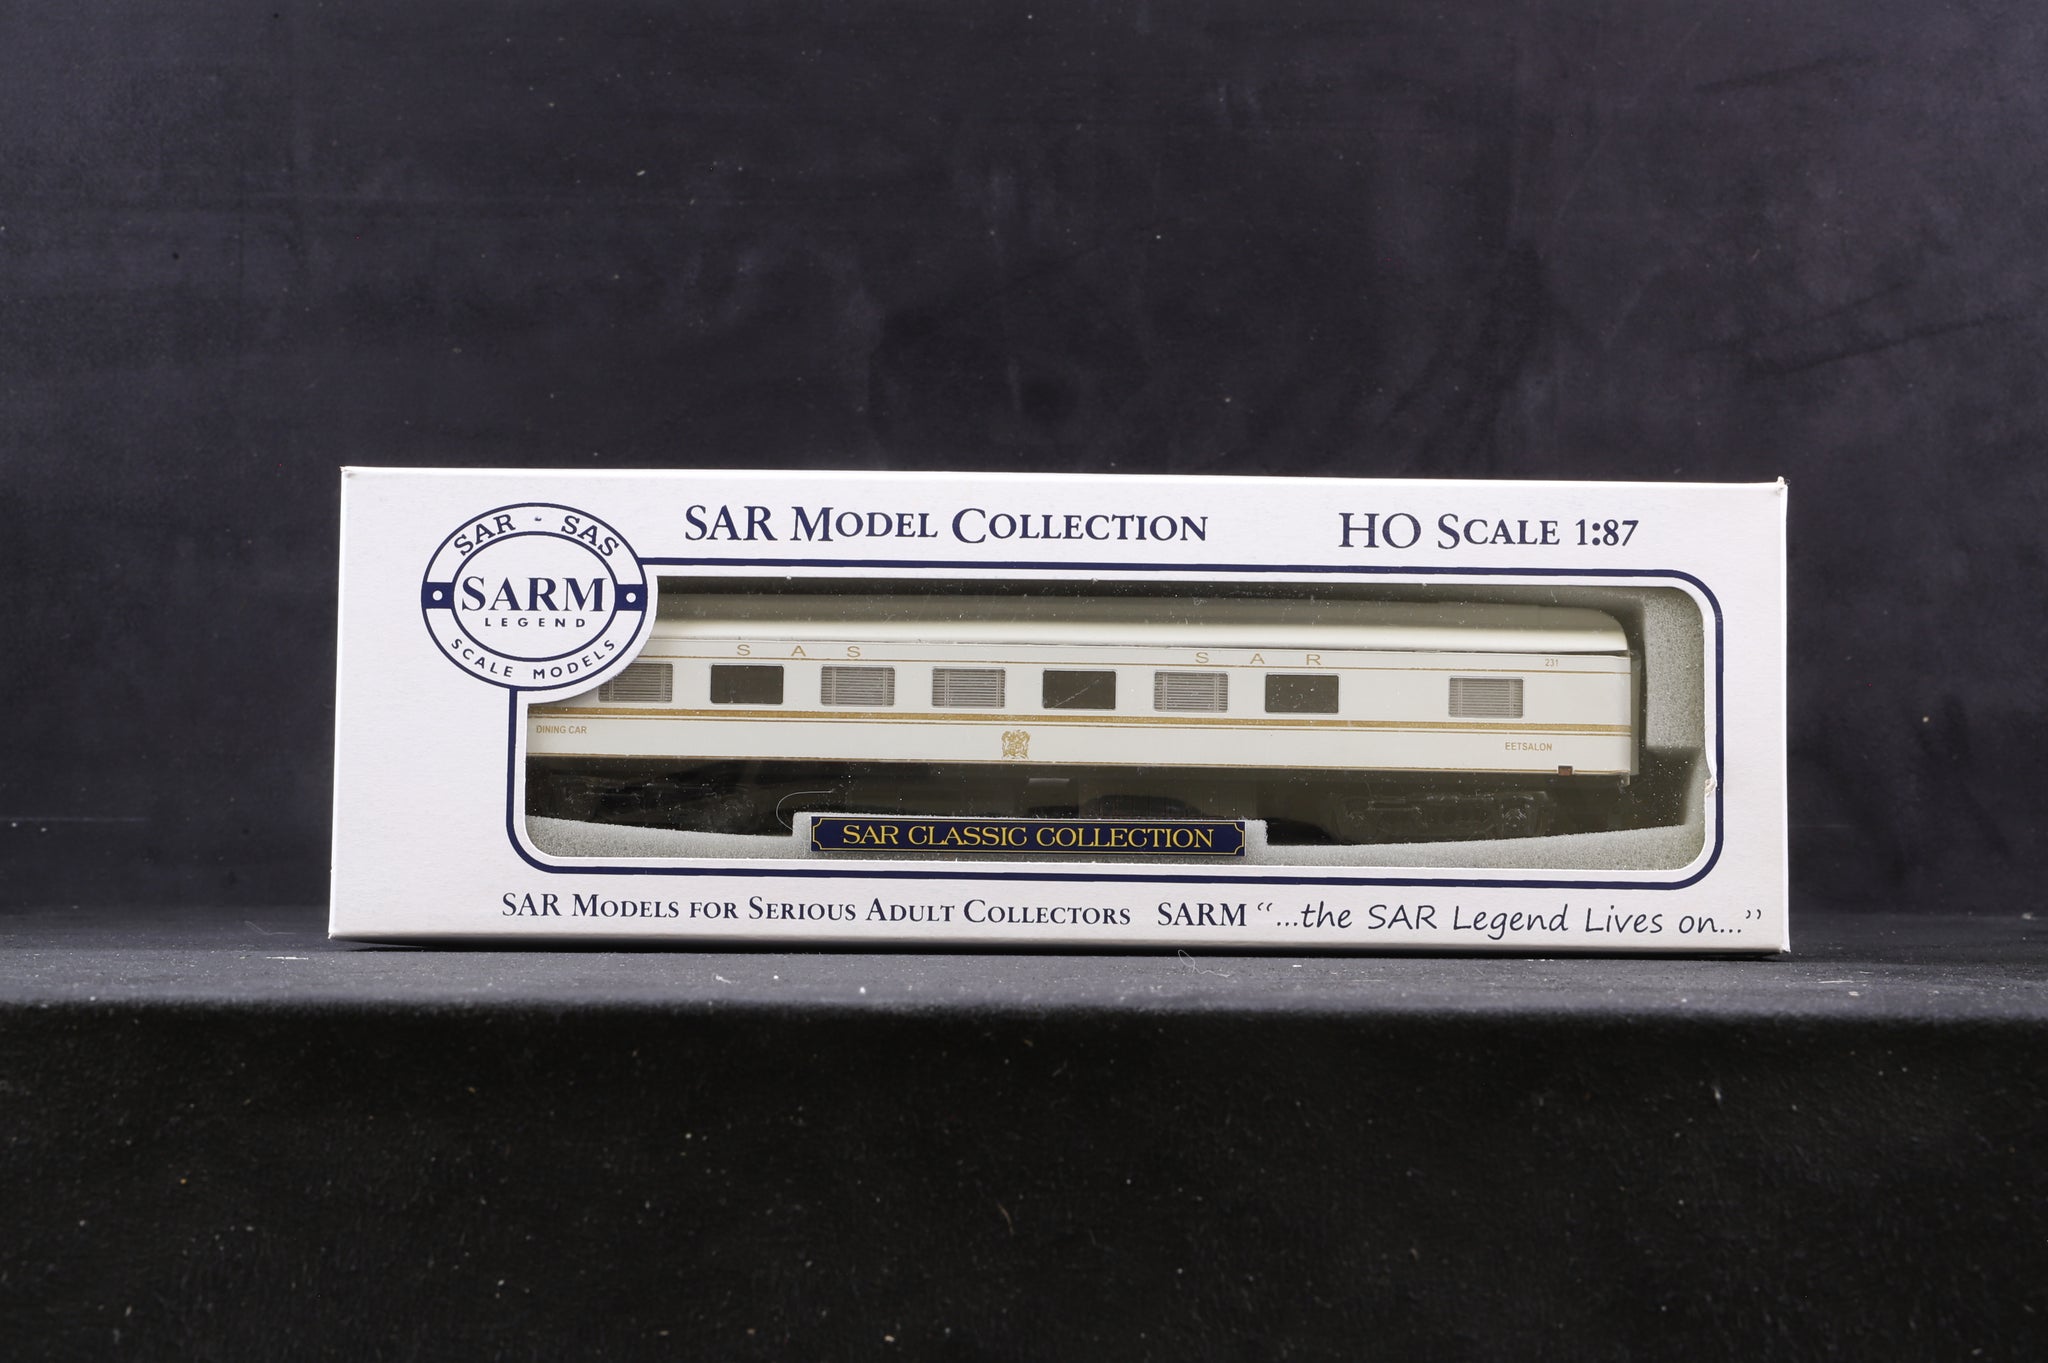 SAR MODEL COLLECTION
HO SCALE 1:87
SAR - SAS
SARM
LEGEND
SCALE MODELS
S A S
S A R
231
DINING CAR
EETSALON
SAR CLASSIC COLLECTION
SAR MODELS FOR SERIOUS ADULT COLLECTORS SARM "...the SAR Legend Lives on..."